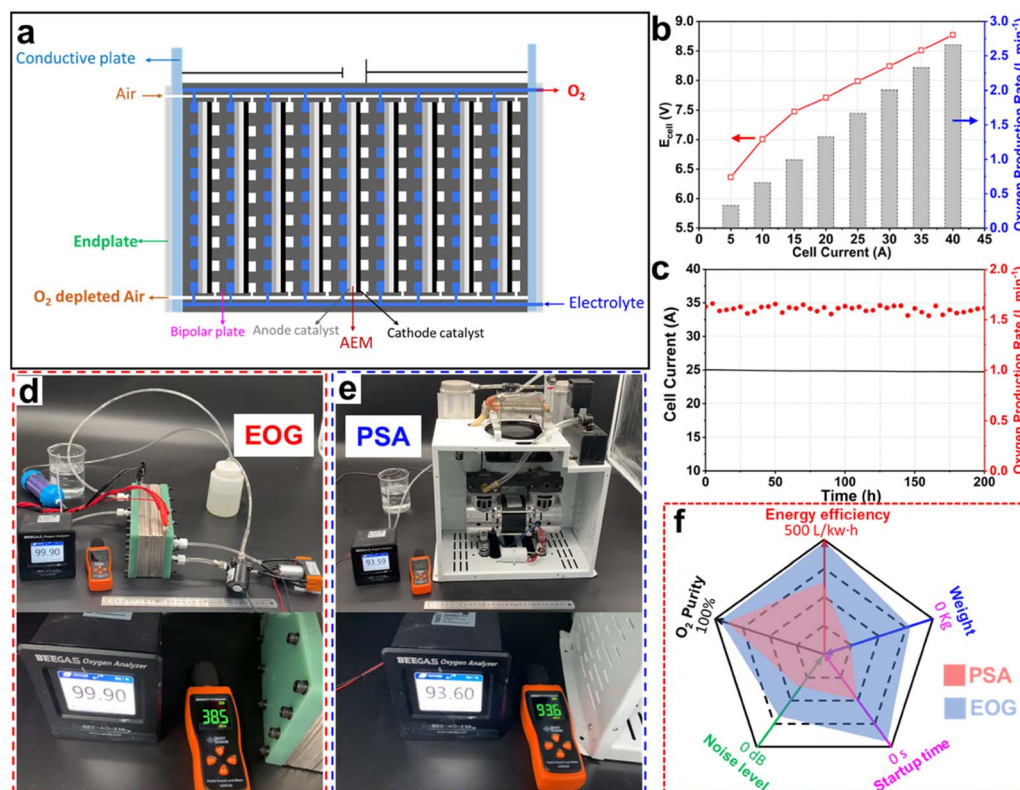 a
Conductive plate
Air
O₂
Endplate
O₂ depleted Air
Electrolyte
Bipolar plate
Anode catalyst
AEM
Cathode catalyst
b
9.0
8.5
8.0
7.5
7.0
6.5
6.0
5.5
E_cell (V)
3.0
2.5
2.0
1.5
1.0
0.5
0.0
Oxygen Production Rate (L min⁻¹)
0 5 10 15 20 25 30 35 40 45
Cell Current (A)
c
40
35
30
25
20
15
10
Cell Current (A)
2.0
1.5
1.0
0.5
0.0
Oxygen Production Rate (L min⁻¹)
0 50 100 150 200
Time (h)
d
EOG
99.90
BEEGAS Oxygen Analyzer
99.90
38.5
e
PSA
93.59
BEEGAS Oxygen Analyzer
93.60
93.6
f
Energy efficiency
500 L/kw·h
O₂ Purity
100%
Weight
0 Kg
Noise level
0 dB
Startup time
0 s
PSA
EOG